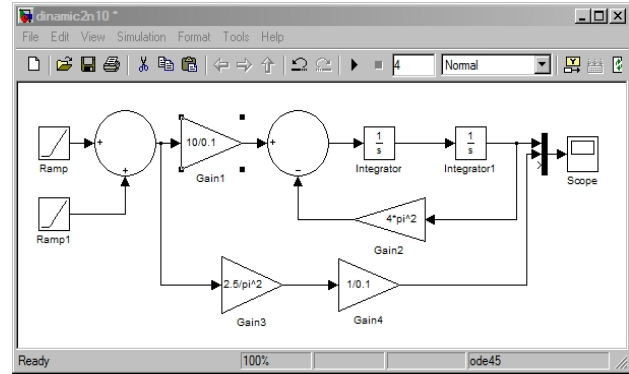 dinamic2n10 *
File Edit View Simulation Format Tools Help
4 Normal
Ramp
+
+
10/0.1
Gain1
+
−
1
s
Integrator
1
s
Integrator1
Scope
Ramp1
4*pi^2
Gain2
2.5/pi^2
Gain3
1/0.1
Gain4
Ready 100% ode45